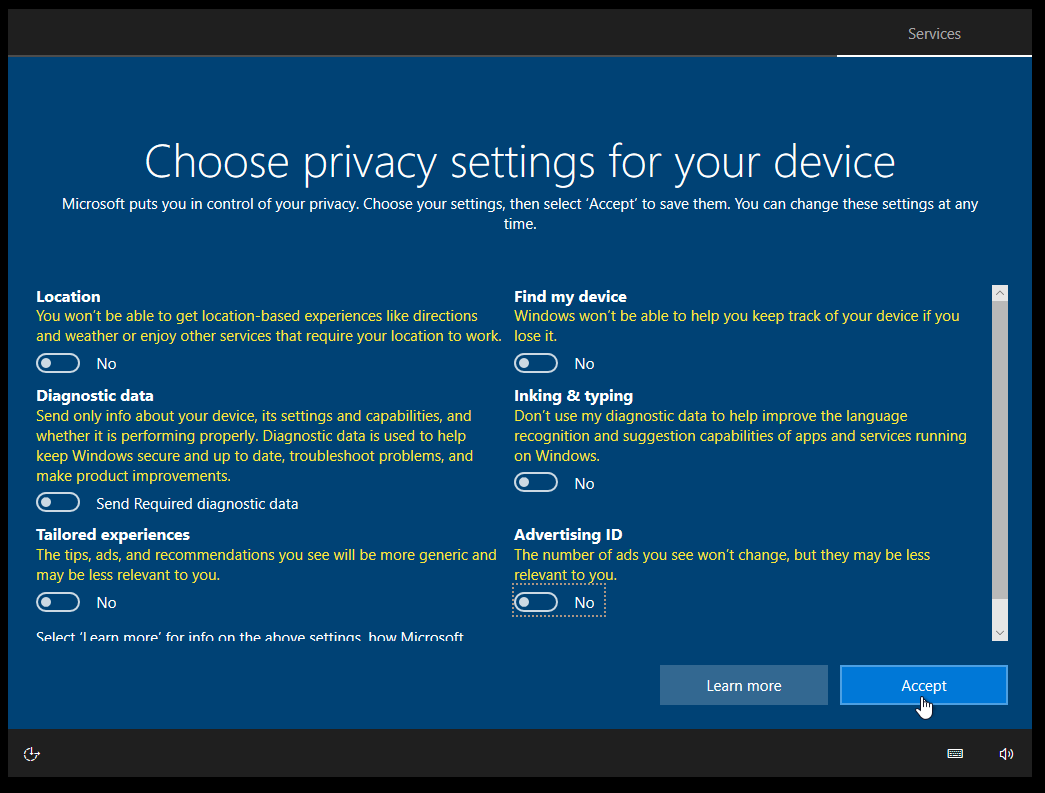 Services
Choose privacy settings for your device
Microsoft puts you in control of your privacy. Choose your settings, then select ‘Accept’ to save them. You can change these settings at any
time.
Location
You won’t be able to get location-based experiences like directions
and weather or enjoy other services that require your location to work.
No
Find my device
Windows won’t be able to help you keep track of your device if you
lose it.
No
Diagnostic data
Send only info about your device, its settings and capabilities, and
whether it is performing properly. Diagnostic data is used to help
keep Windows secure and up to date, troubleshoot problems, and
make product improvements.
Send Required diagnostic data
Inking & typing
Don’t use my diagnostic data to help improve the language
recognition and suggestion capabilities of apps and services running
on Windows.
No
Tailored experiences
The tips, ads, and recommendations you see will be more generic and
may be less relevant to you.
No
Advertising ID
The number of ads you see won’t change, but they may be less
relevant to you.
No
Select ‘Learn more’ for info on the above settings, how Microsoft
Learn more
Accept